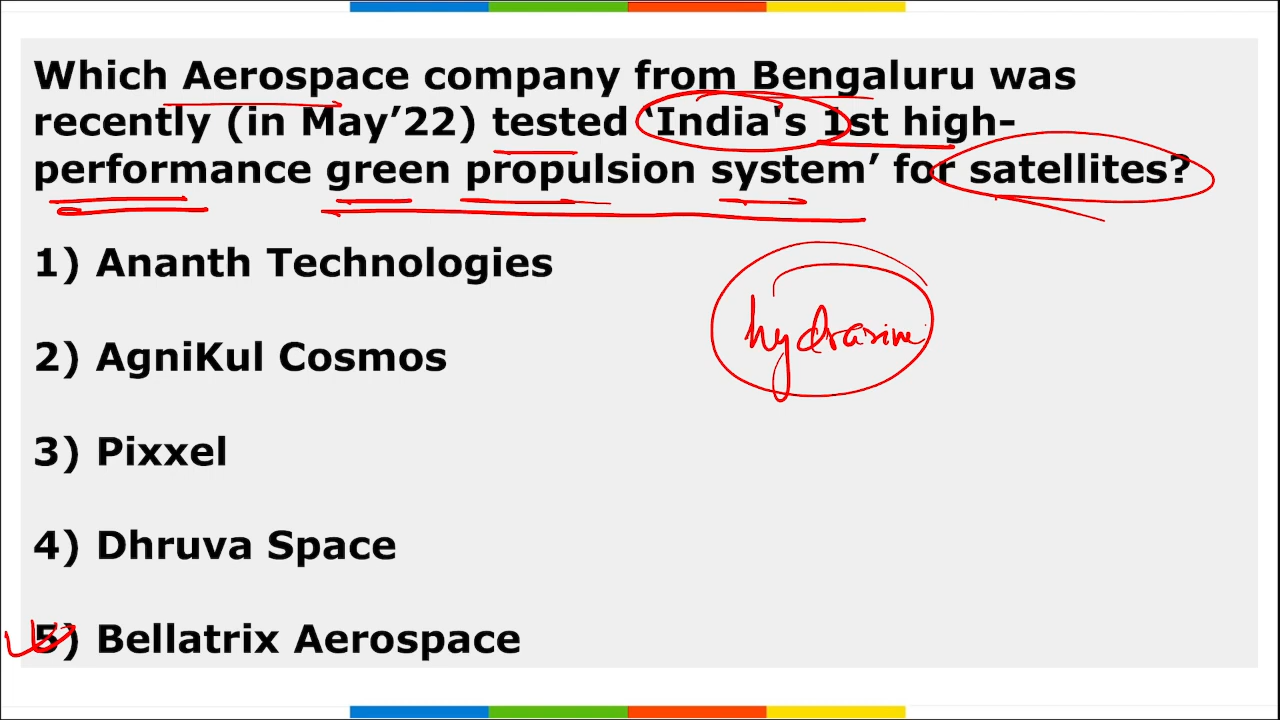 Which Aerospace company from Bengaluru was
recently (in May’22) tested ‘India's 1st high-
performance green propulsion system’ for satellites?
1) Ananth Technologies
hydrazine
2) AgniKul Cosmos
3) Pixxel
4) Dhruva Space
5) Bellatrix Aerospace